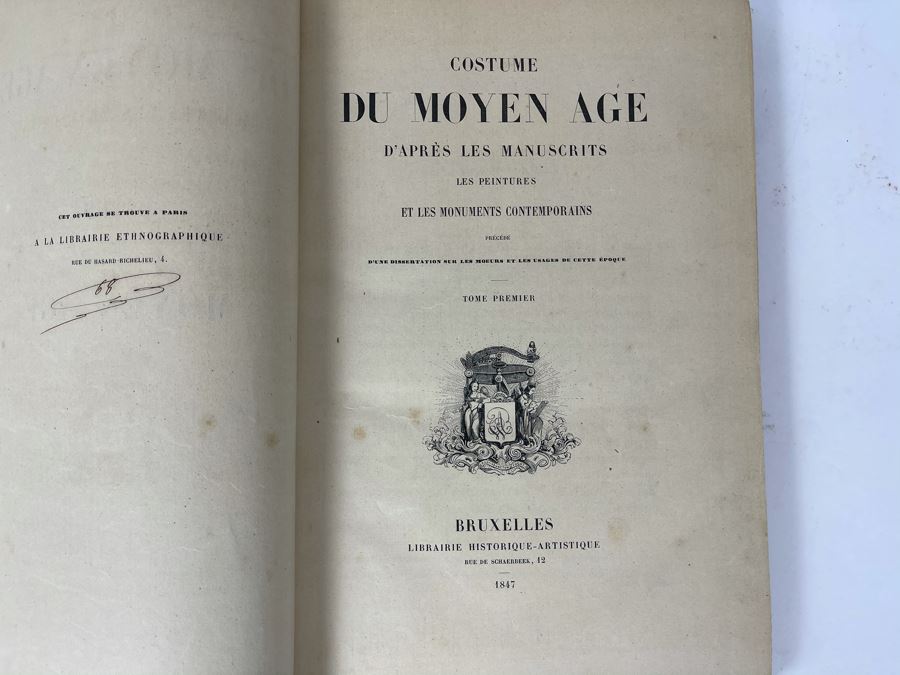 CET OUVRAGE SE TROUVE A PARIS
A LA LIBRAIRIE ETHNOGRAPHIQUE
RUE DU HASARD-RICHELIEU, 4.
68
COSTUME
DU MOYEN AGE
D'APRÈS LES MANUSCRITS
LES PEINTURES
ET LES MONUMENTS CONTEMPORAINS
PRÉCÉDÉ
D'UNE DISSERTATION SUR LES MOEURS ET LES USAGES DE CETTE ÉPOQUE
TOME PREMIER
BRUXELLES
LIBRAIRIE HISTORIQUE-ARTISTIQUE
RUE DE SCHAERBEEK, 12
1847